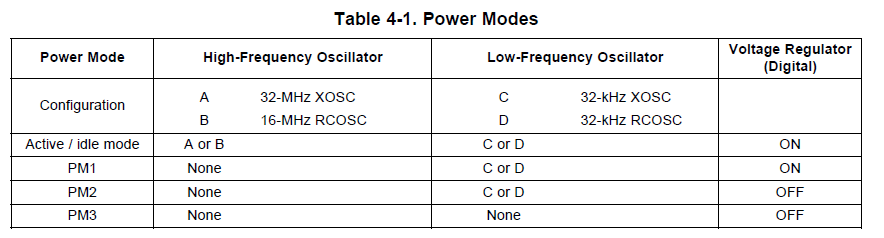 Table 4-1. Power Modes
Power Mode High-Frequency Oscillator Low-Frequency Oscillator Voltage Regulator (Digital)
Configuration A 32-MHz XOSC C 32-kHz XOSC
B 16-MHz RCOSC D 32-kHz RCOSC
Active / idle mode A or B C or D ON
PM1 None C or D ON
PM2 None C or D OFF
PM3 None None OFF